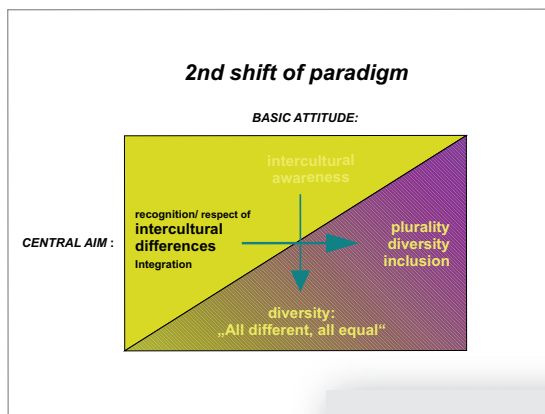 2nd shift of paradigm
BASIC ATTITUDE:
intercultural
awareness
recognition/ respect of
intercultural
differences
Integration
CENTRAL AIM :
plurality
diversity
inclusion
diversity:
„All different, all equal“